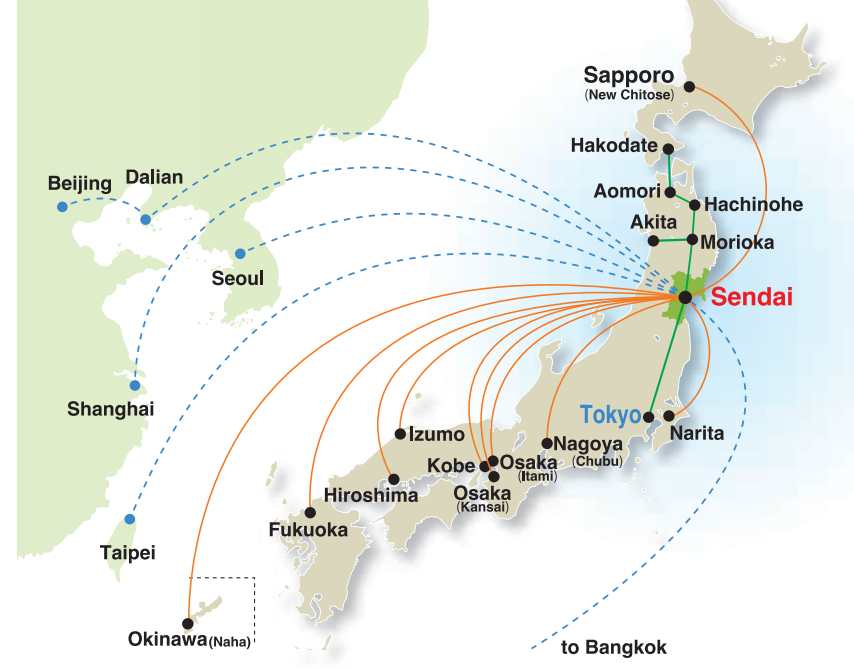 Sapporo
(New Chitose)
Hakodate
Aomori
Hachinohe
Akita
Morioka
Beijing
Dalian
Seoul
Sendai
Shanghai
Tokyo
Narita
Izumo
Nagoya
(Chubu)
Kobe
Osaka
(Itami)
Hiroshima
Osaka
(Kansai)
Fukuoka
Taipei
Okinawa(Naha)
to Bangkok